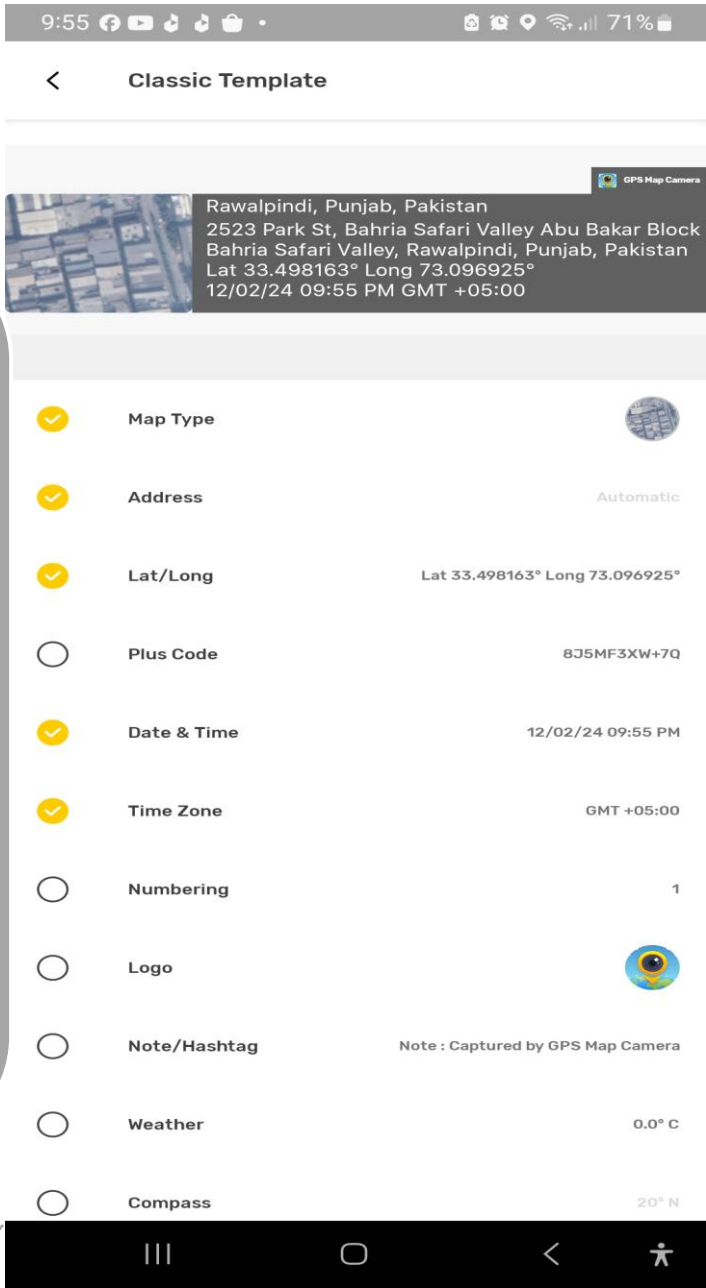 9:55
71%
Classic Template
GPS Map Camera
Rawalpindi, Punjab, Pakistan
2523 Park St, Bahria Safari Valley Abu Bakar Block
Bahria Safari Valley, Rawalpindi, Punjab, Pakistan
Lat 33.498163° Long 73.096925°
12/02/24 09:55 PM GMT +05:00
Map Type
Address Automatic
Lat/Long Lat 33.498163° Long 73.096925°
Plus Code 8J5MF3XW+7Q
Date & Time 12/02/24 09:55 PM
Time Zone GMT +05:00
Numbering 1
Logo
Note/Hashtag Note : Captured by GPS Map Camera
Weather 0.0° C
Compass 20° N